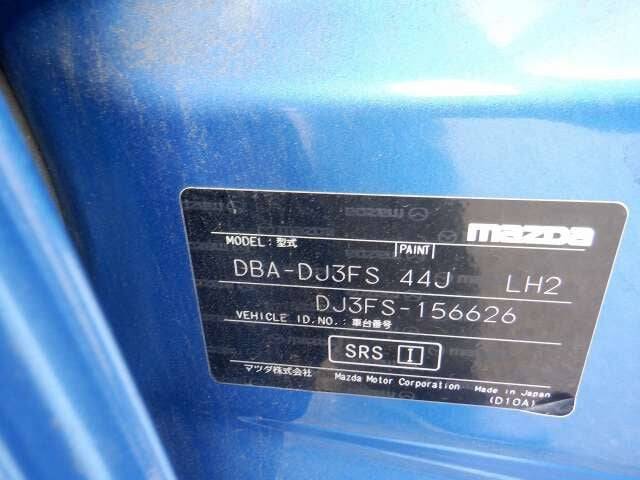 mazda
MODEL:型式 PAINT
DBA-DJ3FS 44J LH2
DJ3FS-156626
VEHICLE ID.NO.:車台番号
SRS I
マツダ株式会社 Mazda Motor Corporation Made in Japan
(D10A)